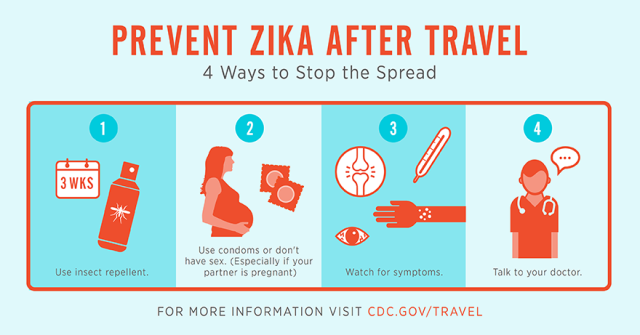 PREVENT ZIKA AFTER TRAVEL
4 Ways to Stop the Spread
1
3 WKS
Use insect repellent.
2
Use condoms or don't
have sex. (Especially if your
partner is pregnant)
3
Watch for symptoms.
4
Talk to your doctor.
FOR MORE INFORMATION VISIT CDC.GOV/TRAVEL